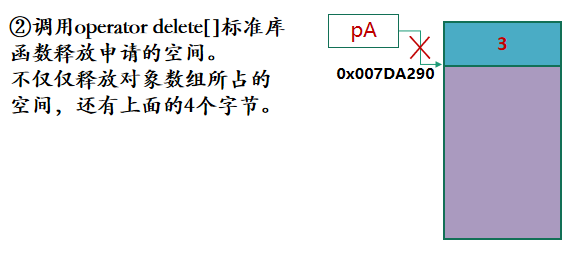 ②调用operator delete[]标准库
函数释放申请的空间。
不仅仅释放对象数组所占的
空间，还有上面的4个字节。
pA
0x007DA290
3